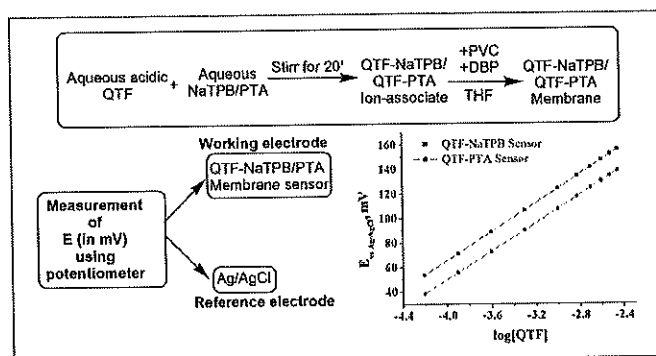 Aqueous acidic
QTF
+
Aqueous
NaTPB/PTA
Stirr for 20'
QTF-NaTPB/
QTF-PTA
Ion-associate
+PVC
+DBP
THF
QTF-NaTPB/
QTF-PTA
Membrane
Working electrode
QTF-NaTPB/PTA
Membrane sensor
Measurement
of
E (in mV)
using
potentiometer
Ag/AgCl
Reference electrode
QTF-NaTPB Sensor
QTF-PTA Sensor
E vs Ag/AgCl, mV
160
140
120
100
80
60
40
-4.4
-4.0
-3.6
-3.2
-2.8
-2.4
log[QTF]